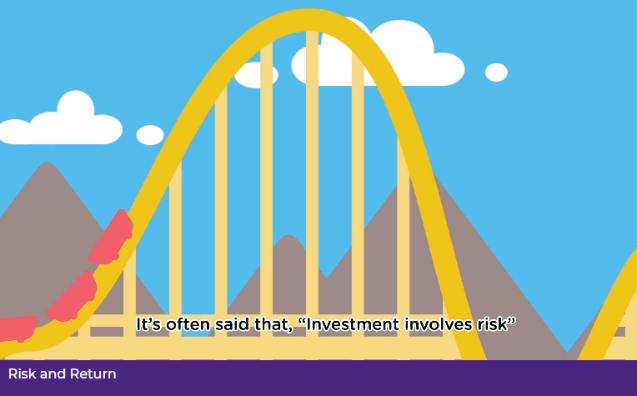 It's often said that, “Investment involves risk”
Risk and Return